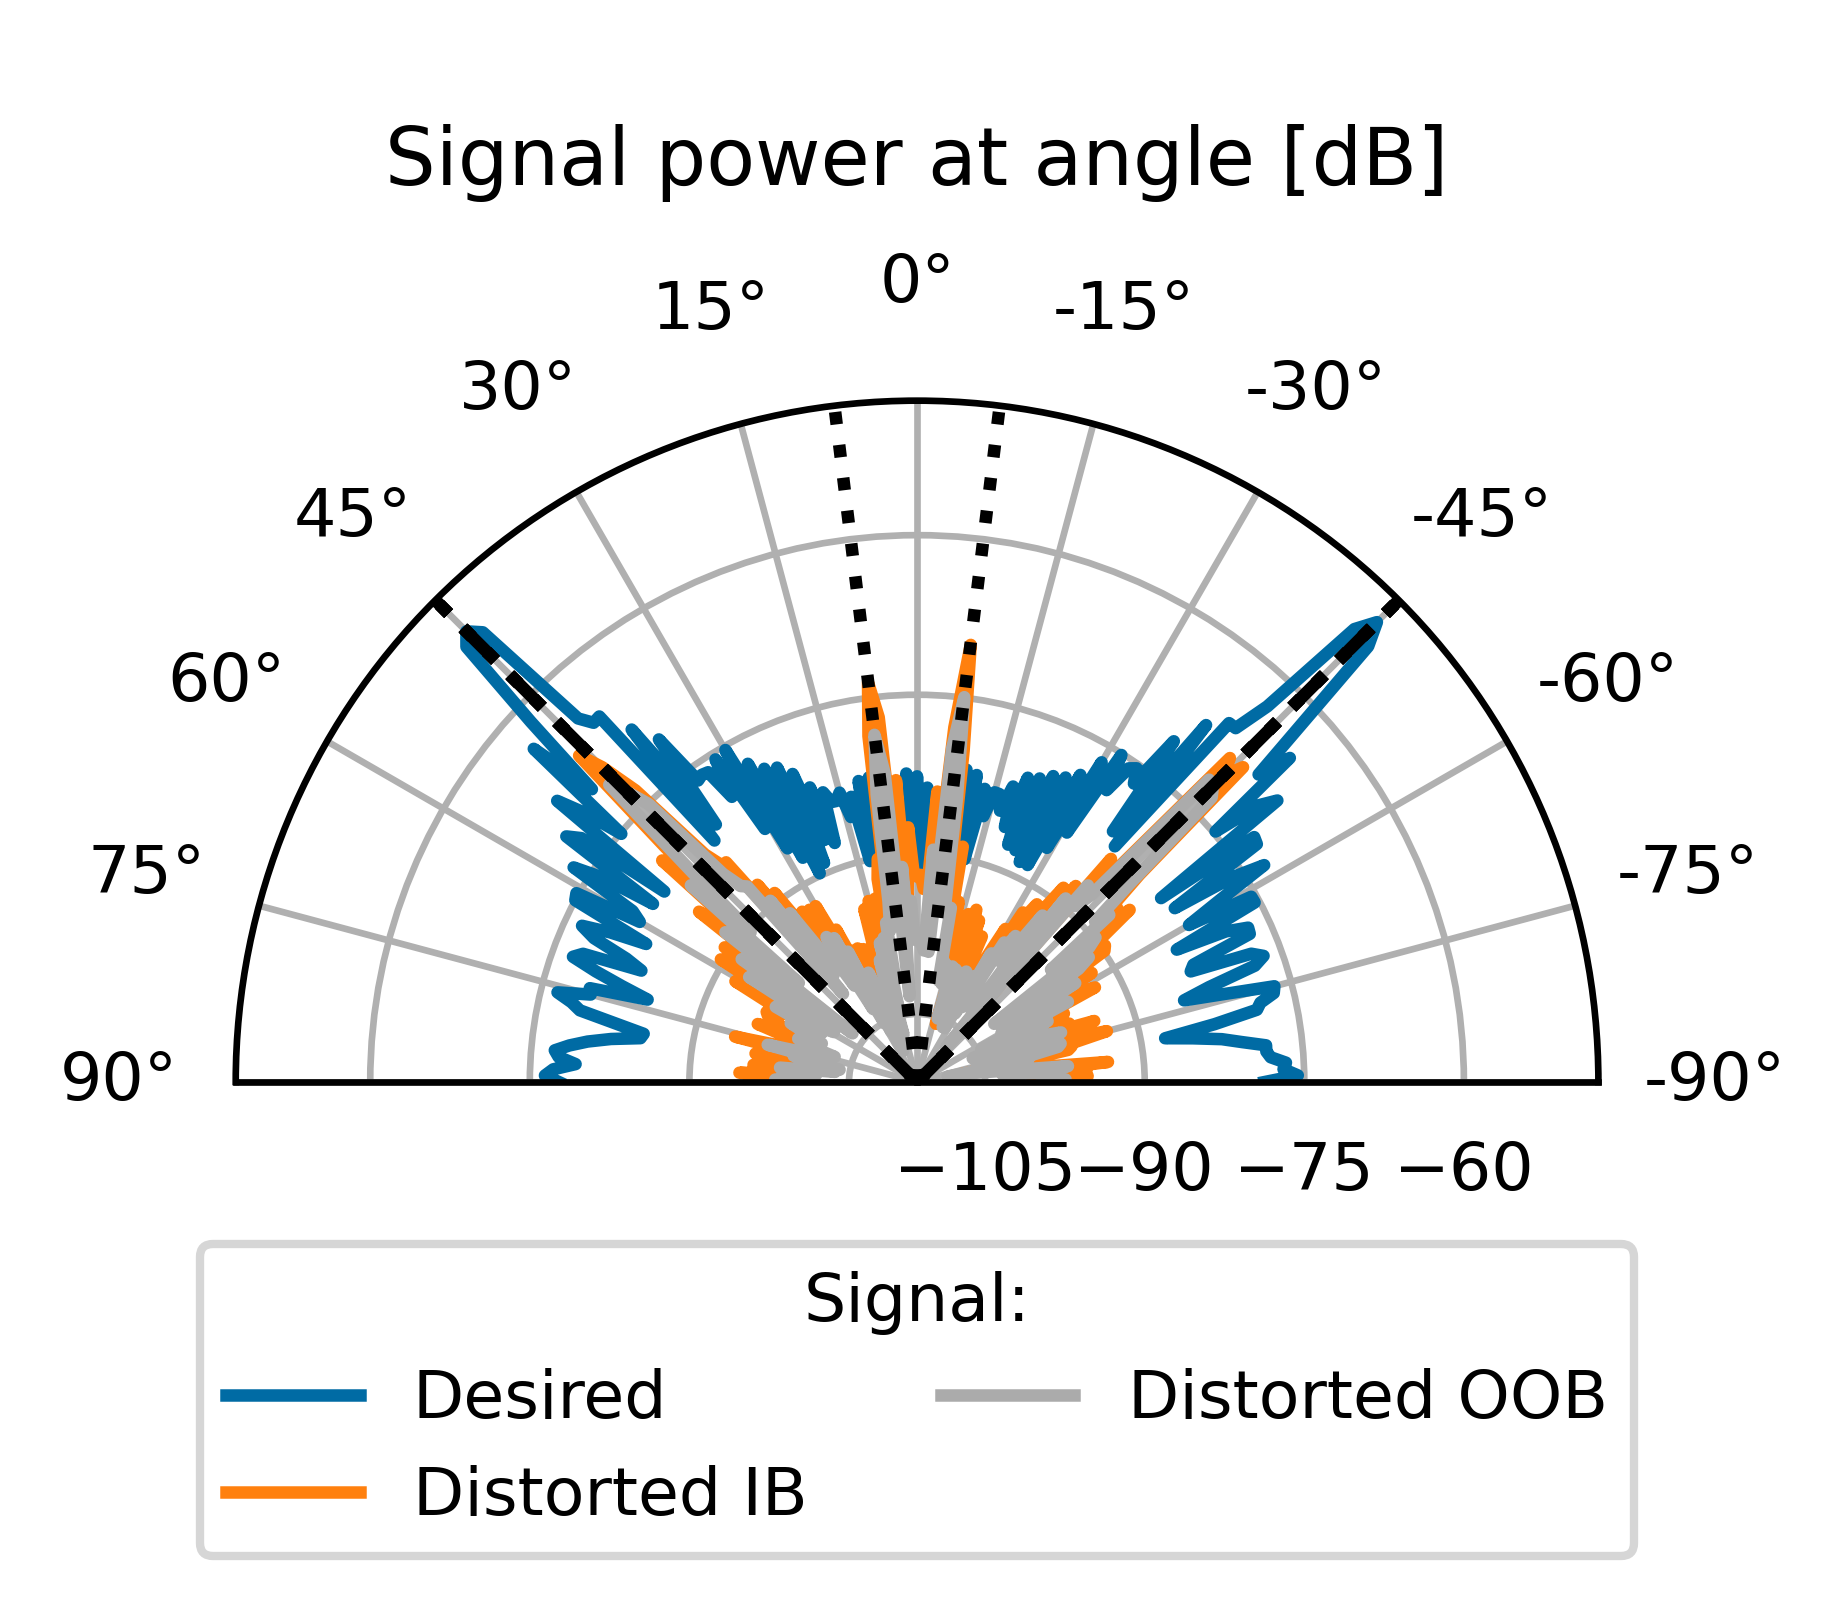 Signal power at angle [dB]
0°
15°
-15°
30°
-30°
45°
-45°
60°
-60°
75°
-75°
90°
-90°
−105 −90 −75 −60
Signal:
Desired
Distorted OOB
Distorted IB